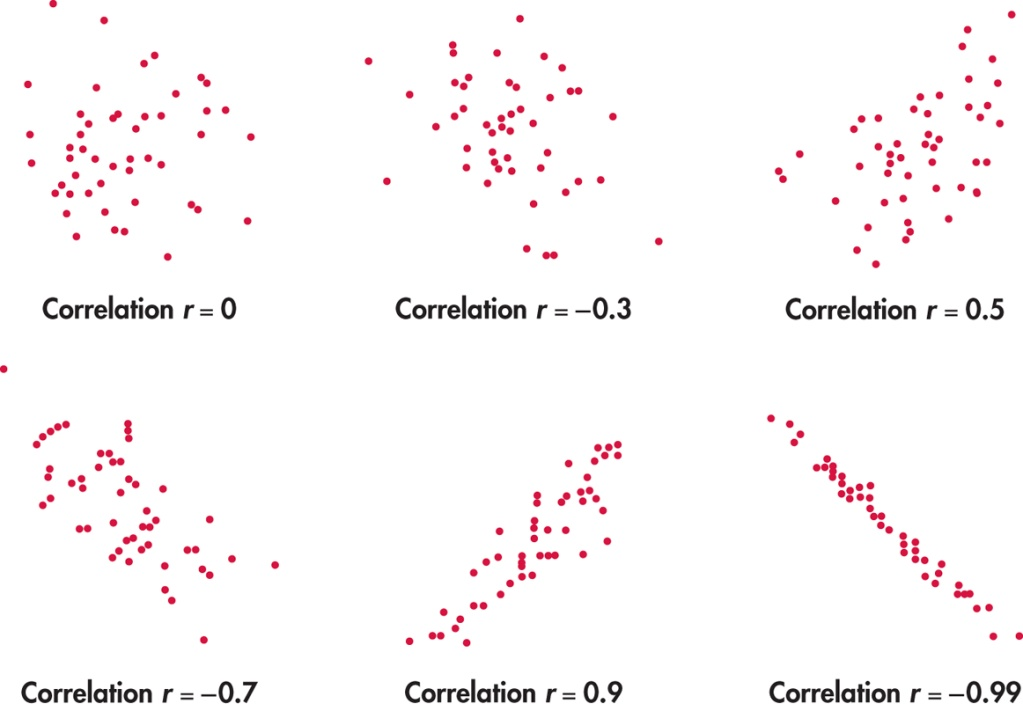 Correlation r = 0
Correlation r = −0.3
Correlation r = 0.5
Correlation r = −0.7
Correlation r = 0.9
Correlation r = −0.99